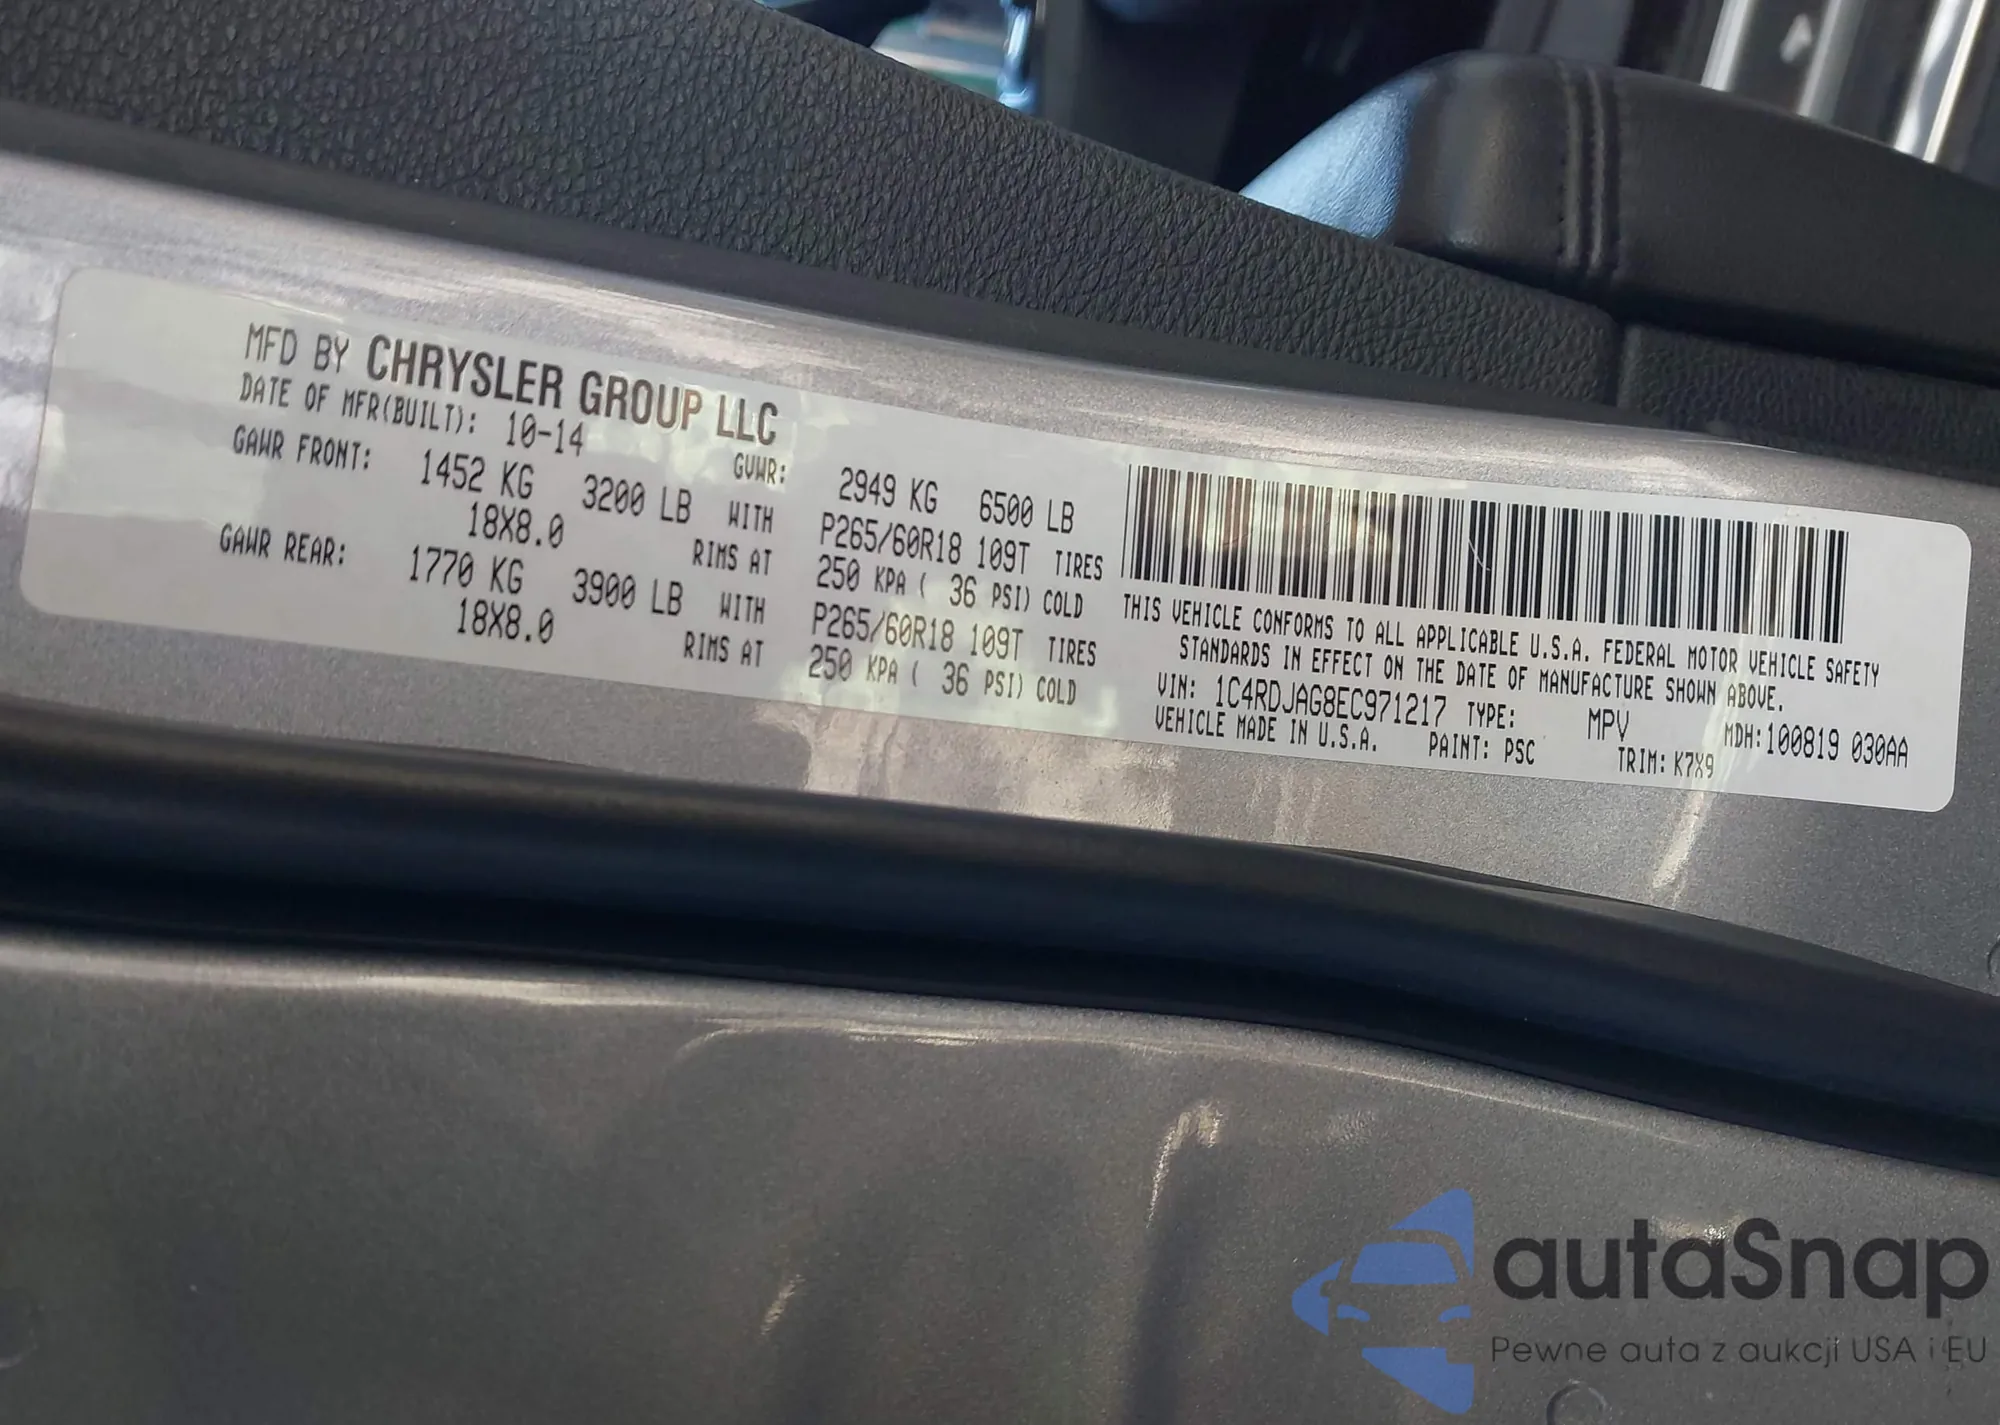 MFD BY CHRYSLER GROUP LLC
DATE OF MFR(BUILT): 10-14 GVWR: 2949 KG 6500 LB
GAWR FRONT: 1452 KG 3200 LB WITH P265/60R18 109T TIRES
18X8.0 RIMS AT 250 KPA ( 36 PSI) COLD
GAWR REAR: 1770 KG 3900 LB WITH P265/60R18 109T TIRES
18X8.0 RIMS AT 250 KPA ( 36 PSI) COLD
THIS VEHICLE CONFORMS TO ALL APPLICABLE U.S.A. FEDERAL MOTOR VEHICLE SAFETY
STANDARDS IN EFFECT ON THE DATE OF MANUFACTURE SHOWN ABOVE.
VIN: 1C4RDJAG8EC971217 TYPE: MPV MDH:100819 030AA
VEHICLE MADE IN U.S.A. PAINT: PSC TRIM: K7X9
autaSnap
Pewne auta z aukcji USA i EU